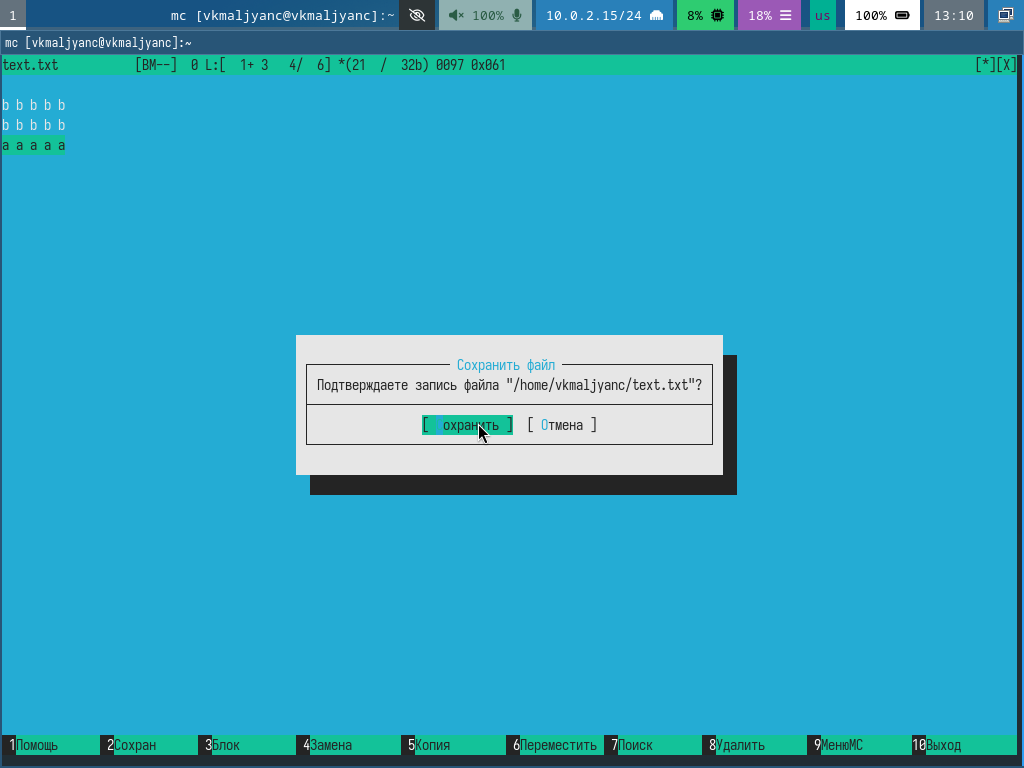 1 mc [vkmaljyanc@vkmaljyanc]:~ 100% 10.0.2.15/24 8% 18% us 100% 13:10
mc [vkmaljyanc@vkmaljyanc]:~
text.txt [BM--] 0 L:[ 1+ 3 4/ 6] *(21 / 32b) 0097 0x061 [*][X]
b b b b b
b b b b b
a a a a a
Сохранить файл
Подтверждаете запись файла "/home/vkmaljyanc/text.txt"?
[ Сохранить ] [ Отмена ]
1Помощь 2Сохран 3Блок 4Замена 5Копия 6Переместить 7Поиск 8Удалить 9МенюMC 10Выход